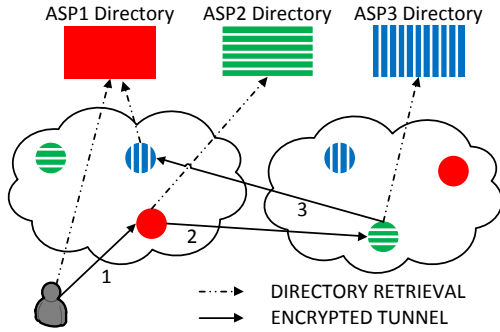 ASP1 Directory ASP2 Directory ASP3 Directory
3
2
1
DIRECTORY RETRIEVAL
ENCRYPTED TUNNEL